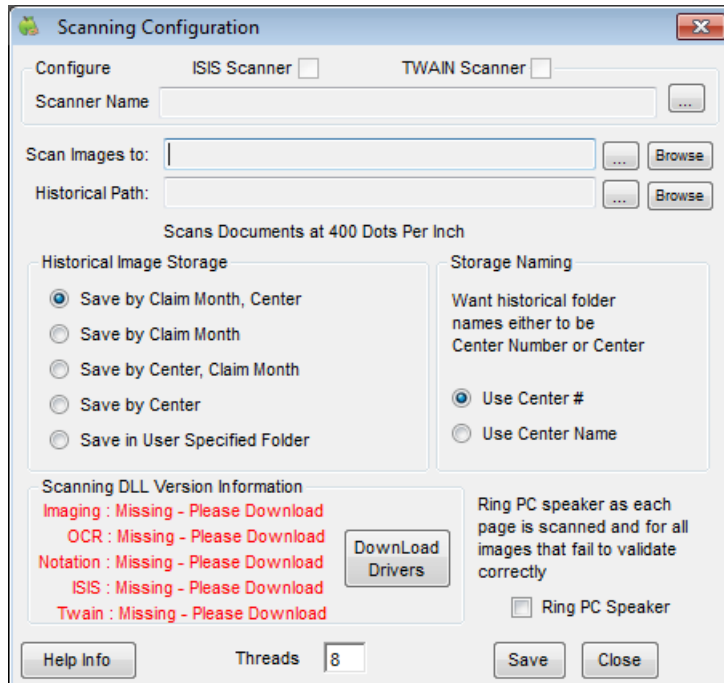 Scanning Configuration
Configure ISIS Scanner TWAIN Scanner
Scanner Name ...
Scan Images to: ... Browse
Historical Path: ... Browse
Scans Documents at 400 Dots Per Inch
Historical Image Storage
Save by Claim Month, Center
Save by Claim Month
Save by Center, Claim Month
Save by Center
Save in User Specified Folder
Storage Naming
Want historical folder
names either to be
Center Number or Center
Use Center #
Use Center Name
Scanning DLL Version Information
Imaging : Missing - Please Download
OCR : Missing - Please Download
Notation : Missing - Please Download
ISIS : Missing - Please Download
Twain : Missing - Please Download
DownLoad
Drivers
Ring PC speaker as each
page is scanned and for all
images that fail to validate
correctly
Ring PC Speaker
Help Info Threads 8 Save Close